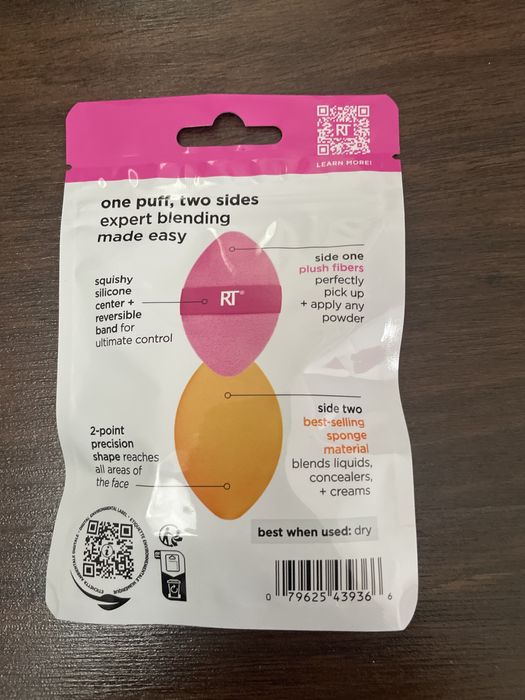 RT
LEARN MORE!
one puff, two sides
expert blending
made easy
side one
plush fibers
perfectly
pick up
+ apply any
powder
squishy
silicone
center +
reversible
band for
ultimate control
RT®
side two
best-selling
sponge
material
blends liquids,
concealers,
+ creams
2-point
precision
shape reaches
all areas of
the face
best when used: dry
0 79625 43936 6